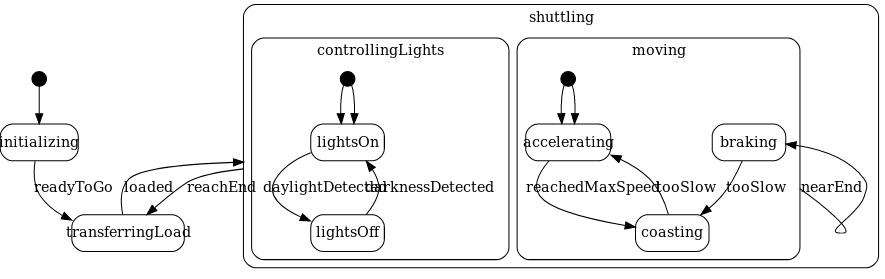 shuttling
controllingLights
moving
initializing
lightsOn
accelerating
braking
readyToGo
loaded
reachEnd
daylightDetected
darknessDetected
reachedMaxSpeed
tooSlow
tooSlow
nearEnd
transferringLoad
lightsOff
coasting